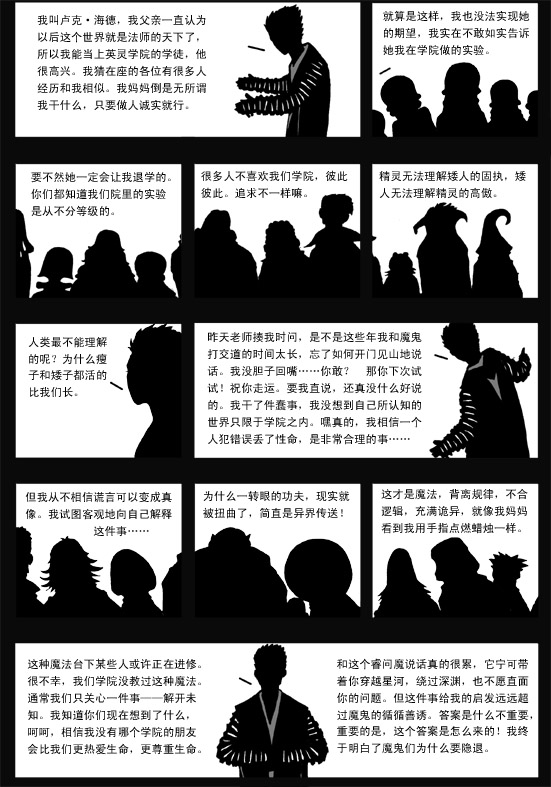 我叫卢克·海德，我父亲一直认为
以后这个世界就是法师的天下了，
所以我能当上英灵学院的学徒，他
很高兴。我猜在座的各位有很多人
经历和我相似。我妈妈倒是无所谓
我干什么，只要做人诚实就行。
就算是这样，我也没法实现她
的期望，我实在不敢如实告诉
她我在学院做的实验。
要不然她一定会让我退学的。
你们都知道我们院里的实验
是从不分等级的。
很多人不喜欢我们学院，彼此
彼此。追求不一样嘛。
精灵无法理解矮人的固执，矮
人无法理解精灵的高傲。
人类最不能理解
的呢？为什么瘦
子和矮子都活的
比我们长。
昨天老师揍我时问，是不是这些年我和魔鬼
打交道的时间太长，忘了如何开门见山地说
话。我没胆子回嘴……你敢？ 那你下次试
试！祝你走运。要我直说，还真没什么好说
的。我干了件蠢事，我没想到自己所认知的
世界只限于学院之内。嘿真的，我相信一个
人犯错误丢了性命，是非常合理的事……
但我从不相信谎言可以变成真
像。我试图客观地向自己解释
这件事……
为什么一转眼的功夫，现实就
被扭曲了，简直是异界传送！
这才是魔法，背离规律，不合
逻辑，充满诡异，就像我妈妈
看到我用手指点燃蜡烛一样。
这种魔法台下某些人或许正在进修。
很不幸，我们学院没教过这种魔法。
通常我们只关心一件事——解开未
知。我知道你们现在想到了什么，
呵呵，相信我没有哪个学院的朋友
会比我们更热爱生命，更尊重生命。
和这个睿问魔说话真的很累，它宁可带
着你穿越星河，绕过深渊，也不愿直面
你的问题。但这件事给我的启发远远超
过魔鬼的循循善诱。答案是什么不重要，
重要的是，这个答案是怎么来的！我终
于明白了魔鬼们为什么要隐退。